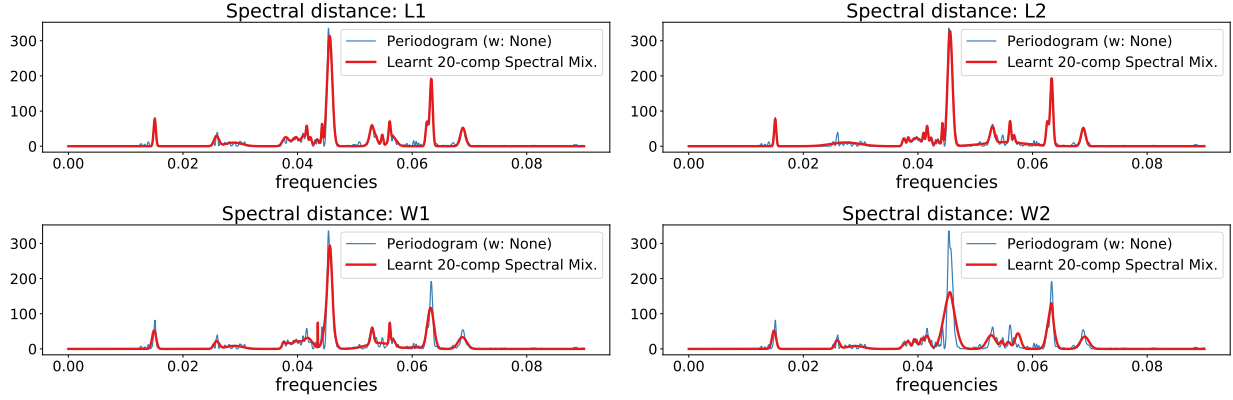 Spectral distance: L1
300
200
100
0
Periodogram (w: None)
Learnt 20-comp Spectral Mix.
0.00 0.02 0.04 0.06 0.08
frequencies
Spectral distance: L2
300
200
100
0
Periodogram (w: None)
Learnt 20-comp Spectral Mix.
0.00 0.02 0.04 0.06 0.08
frequencies
Spectral distance: W1
300
200
100
0
Periodogram (w: None)
Learnt 20-comp Spectral Mix.
0.00 0.02 0.04 0.06 0.08
frequencies
Spectral distance: W2
300
200
100
0
Periodogram (w: None)
Learnt 20-comp Spectral Mix.
0.00 0.02 0.04 0.06 0.08
frequencies